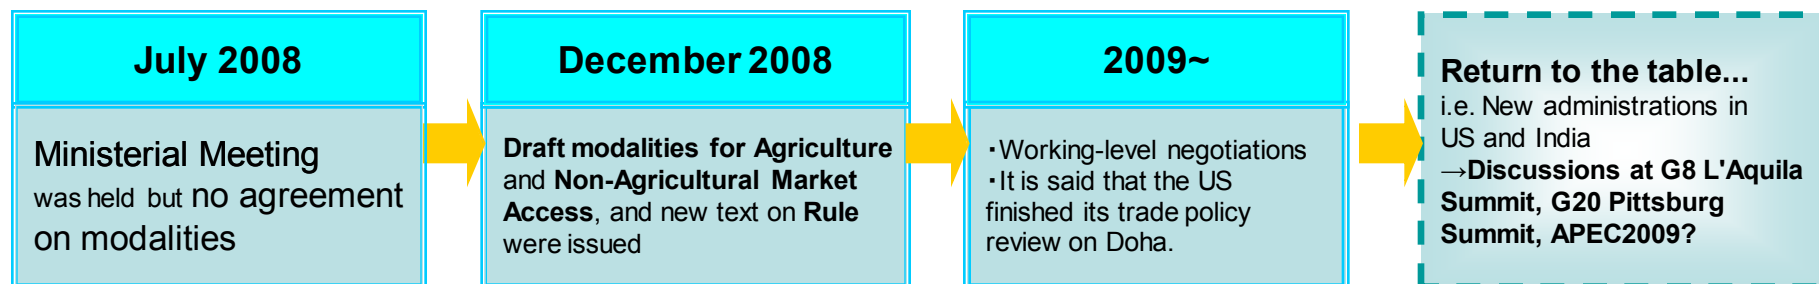 July 2008
Ministerial Meeting
was held but no agreement
on modalities
December 2008
Draft modalities for Agriculture
and Non-Agricultural Market
Access, and new text on Rule
were issued
2009~
・Working-level negotiations
・It is said that the US
finished its trade policy
review on Doha.
Return to the table...
i.e. New administrations in
US and India
→Discussions at G8 L'Aquila
Summit, G20 Pittsburg
Summit, APEC2009?